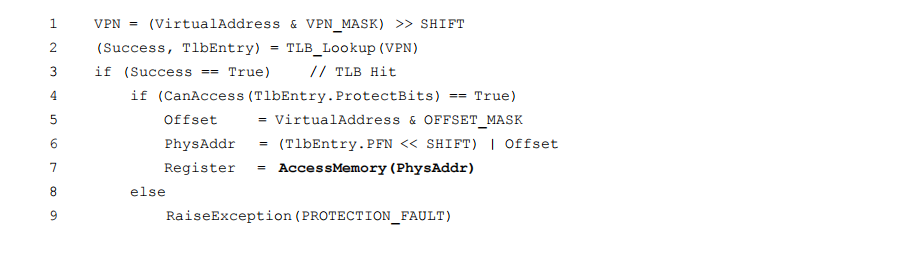 1 VPN = (VirtualAddress & VPN_MASK) >> SHIFT
2 (Success, TlbEntry) = TLB_Lookup(VPN)
3 if (Success == True) // TLB Hit
4 if (CanAccess(TlbEntry.ProtectBits) == True)
5 Offset = VirtualAddress & OFFSET_MASK
6 PhysAddr = (TlbEntry.PFN << SHIFT) | Offset
7 Register = AccessMemory(PhysAddr)
8 else
9 RaiseException(PROTECTION_FAULT)